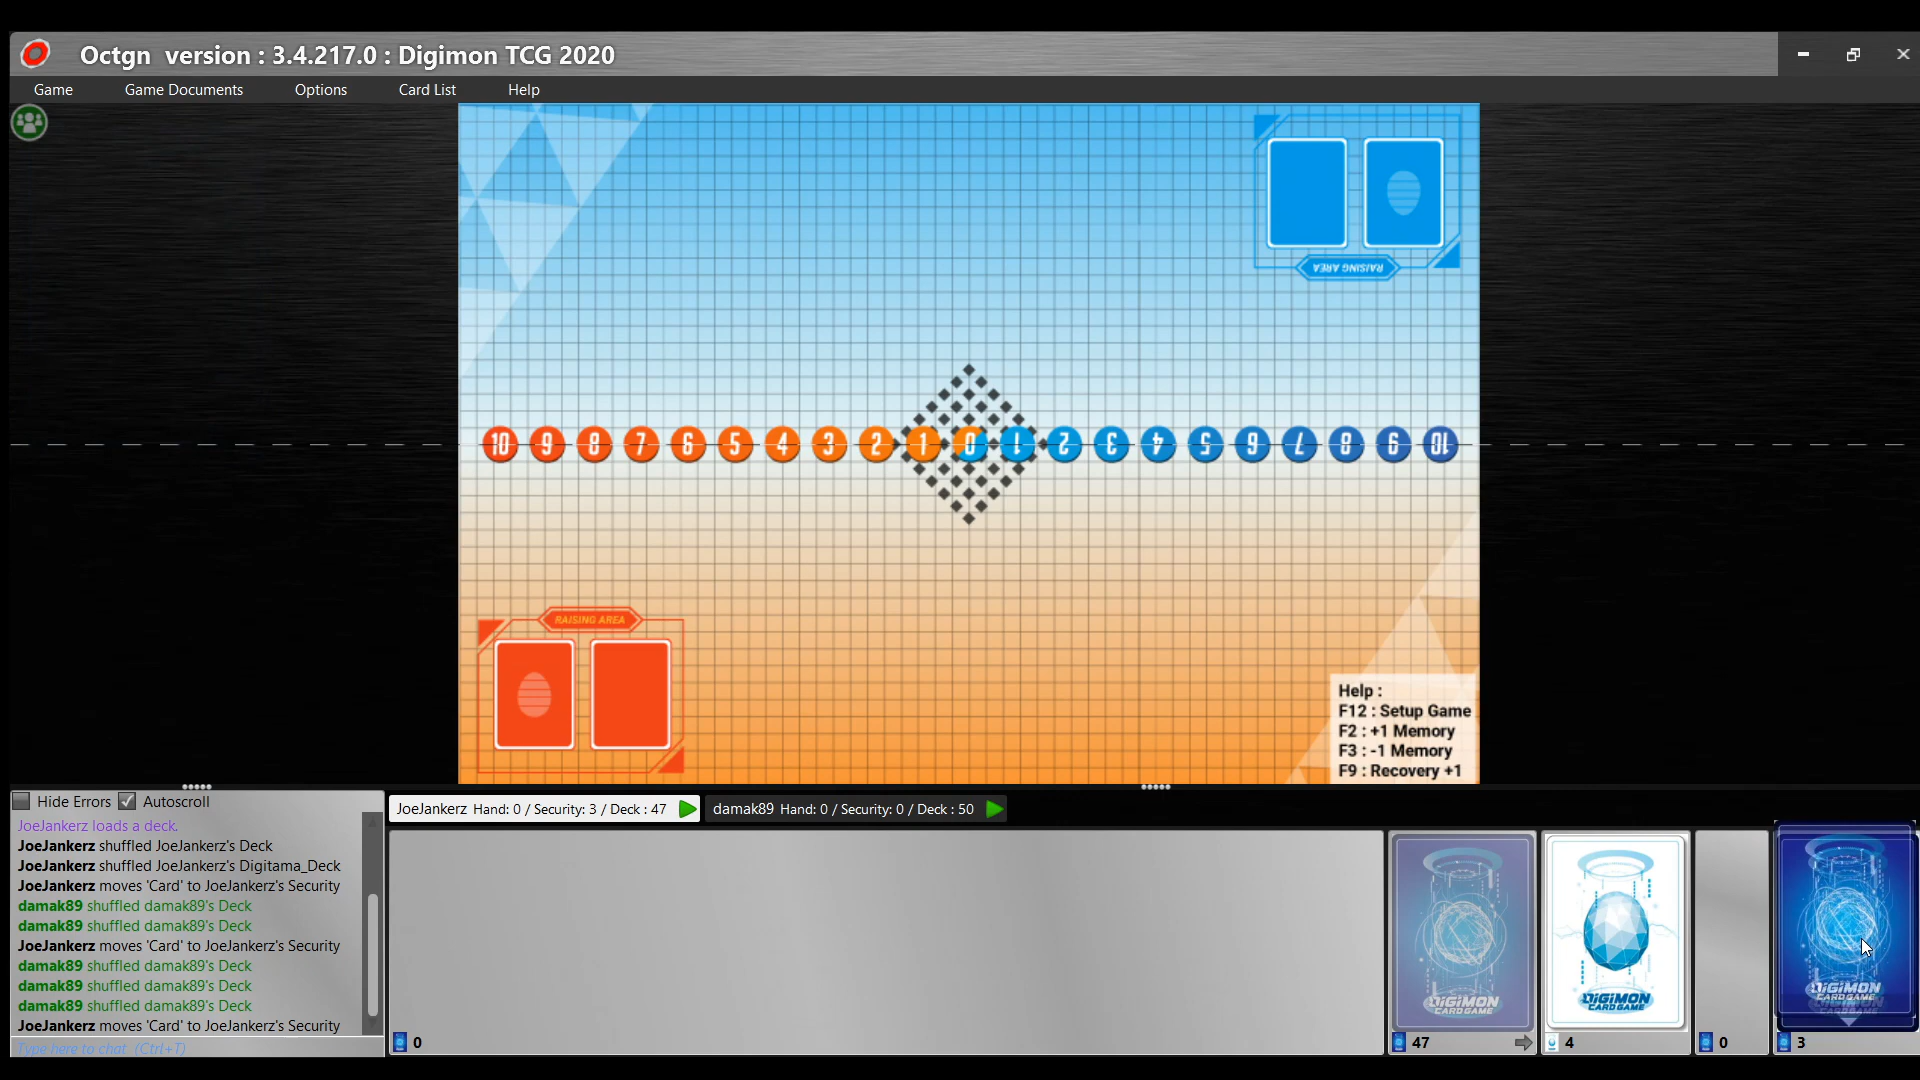 Octgn version : 3.4.217.0 : Digimon TCG 2020
Game Game Documents Options Card List Help
RAISING AREA
10 9 8 7 6 5 4 3 2 1 0 1 2 3 4 5 6 7 8 9 10
RAISING AREA
Help :
F12 : Setup Game
F2 : +1 Memory
F3 : -1 Memory
F9 : Recovery +1
Hide Errors Autoscroll
JoeJankerz loads a deck.
JoeJankerz shuffled JoeJankerz's Deck
JoeJankerz shuffled JoeJankerz's Digitama_Deck
JoeJankerz moves 'Card' to JoeJankerz's Security
damak89 shuffled damak89's Deck
damak89 shuffled damak89's Deck
JoeJankerz moves 'Card' to JoeJankerz's Security
damak89 shuffled damak89's Deck
damak89 shuffled damak89's Deck
damak89 shuffled damak89's Deck
JoeJankerz moves 'Card' to JoeJankerz's Security
Type here to chat (Ctrl+T)
JoeJankerz Hand: 0 / Security: 3 / Deck : 47
damak89 Hand: 0 / Security: 0 / Deck : 50
DIGIMON
CARD GAME
DIGIMON
CARD GAME
DIGIMON
CARD GAME
0
47
4
0
3